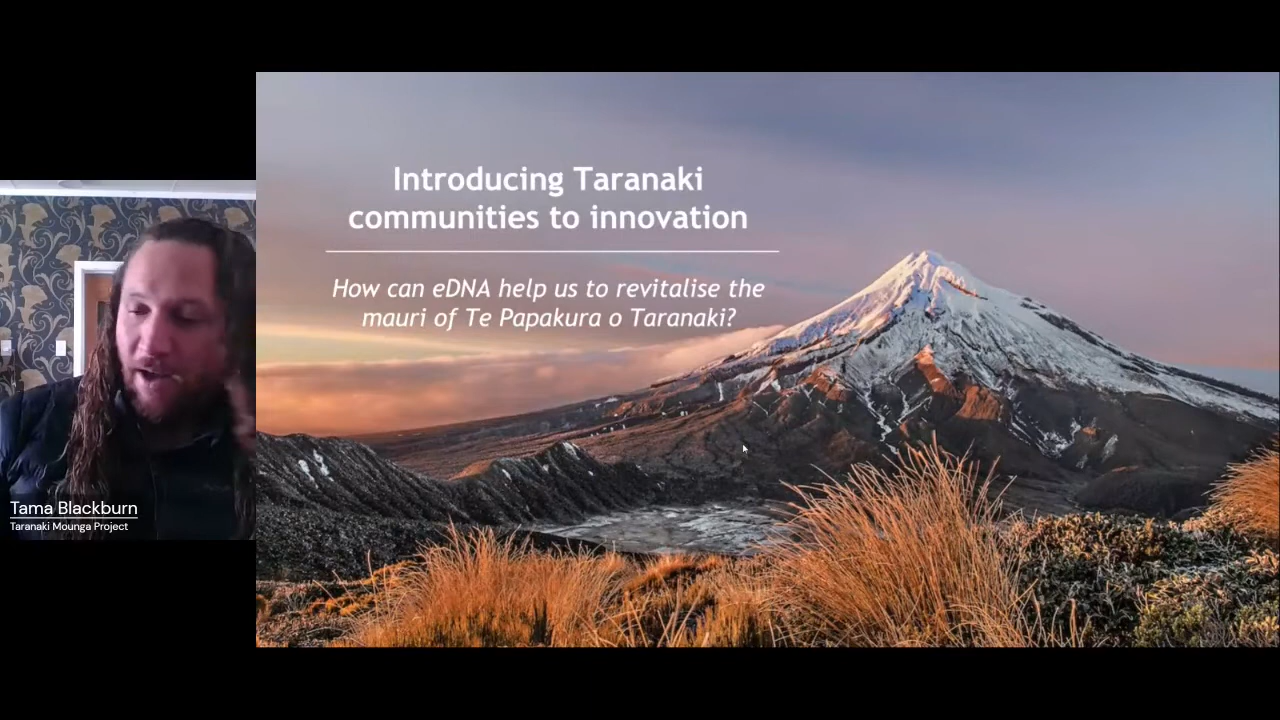 Introducing Taranaki
communities to innovation
How can eDNA help us to revitalise the
mauri of Te Papakura o Taranaki?
Tama Blackburn
Taranaki Mounga Project